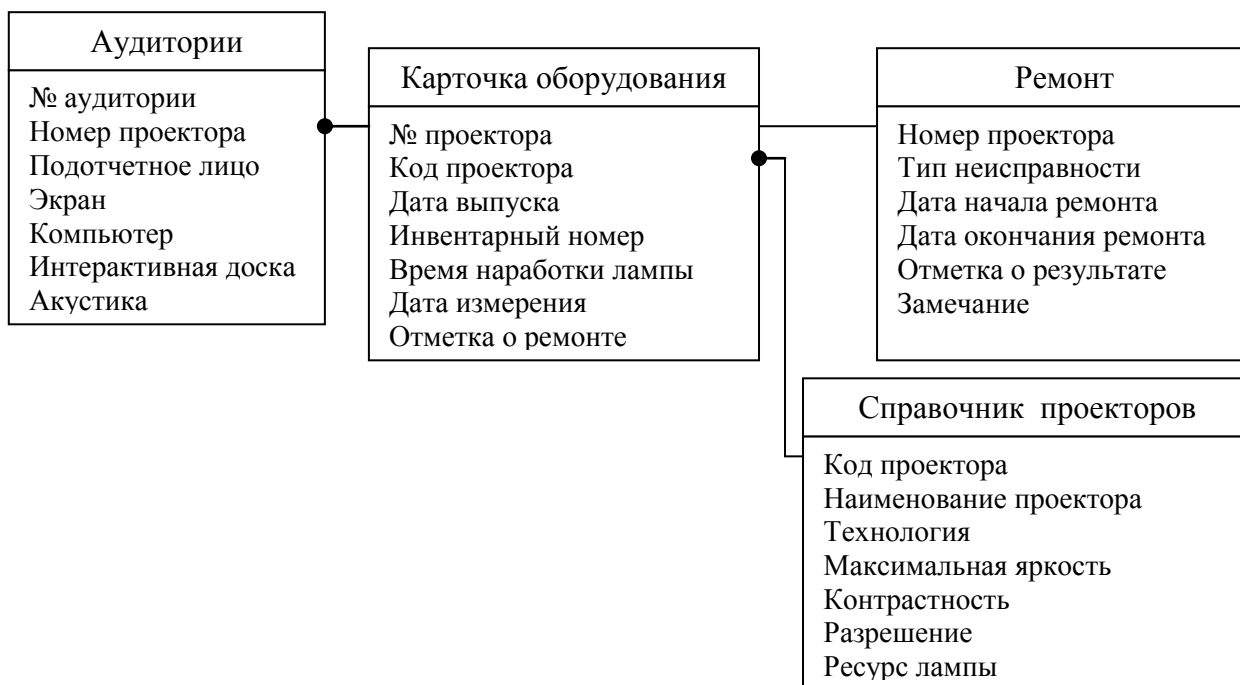 Аудитории
№ аудитории
Номер проектора
Подотчетное лицо
Экран
Компьютер
Интерактивная доска
Акустика
Карточка оборудования
№ проектора
Код проектора
Дата выпуска
Инвентарный номер
Время наработки лампы
Дата измерения
Отметка о ремонте
Ремонт
Номер проектора
Тип неисправности
Дата начала ремонта
Дата окончания ремонта
Отметка о результате
Замечание
Справочник проекторов
Код проектора
Наименование проектора
Технология
Максимальная яркость
Контрастность
Разрешение
Ресурс лампы